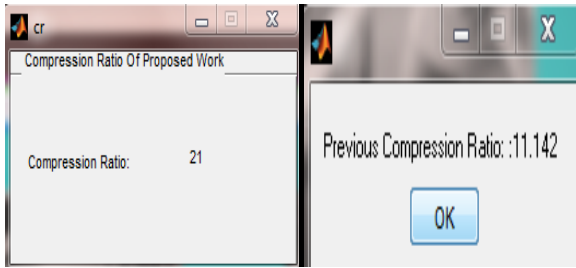 cr
Compression Ratio Of Proposed Work
Compression Ratio: 21
Previous Compression Ratio: :11.142
OK